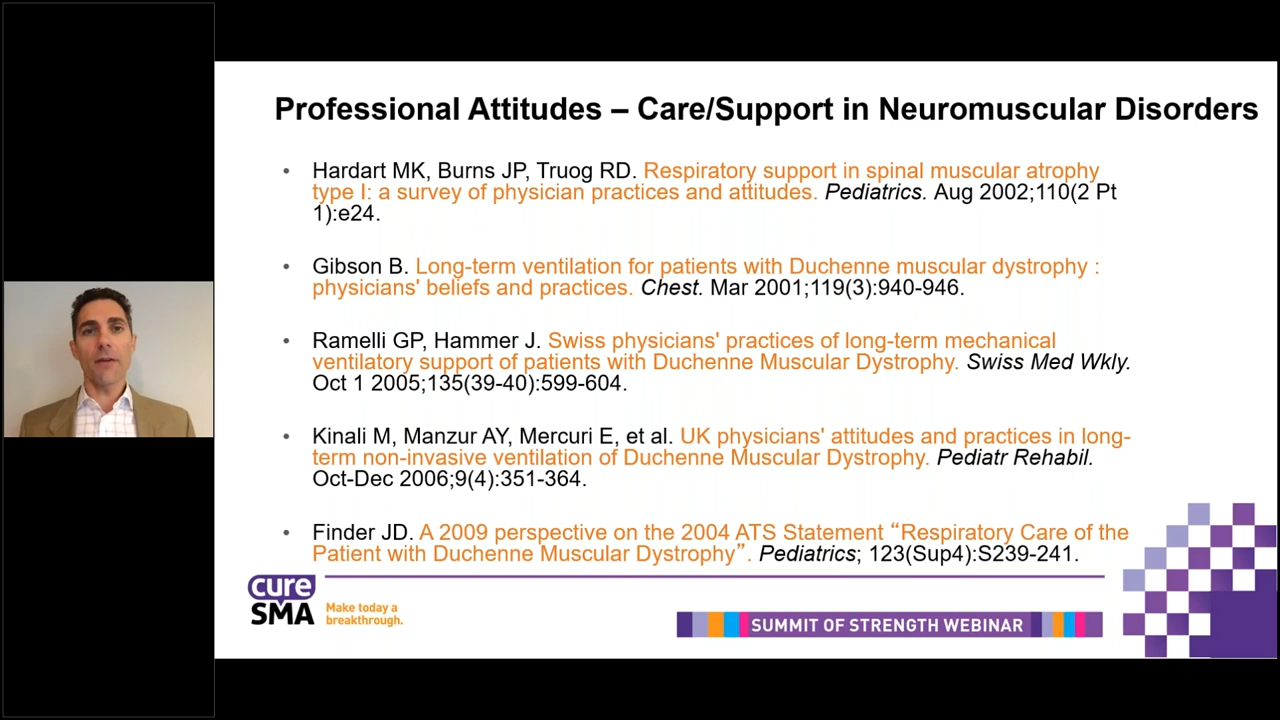 Professional Attitudes – Care/Support in Neuromuscular Disorders
• Hardart MK, Burns JP, Truog RD. Respiratory support in spinal muscular atrophy
type I: a survey of physician practices and attitudes. Pediatrics. Aug 2002;110(2 Pt
1):e24.
• Gibson B. Long-term ventilation for patients with Duchenne muscular dystrophy :
physicians' beliefs and practices. Chest. Mar 2001;119(3):940-946.
• Ramelli GP, Hammer J. Swiss physicians' practices of long-term mechanical
ventilatory support of patients with Duchenne Muscular Dystrophy. Swiss Med Wkly.
Oct 1 2005;135(39-40):599-604.
• Kinali M, Manzur AY, Mercuri E, et al. UK physicians' attitudes and practices in long-
term non-invasive ventilation of Duchenne Muscular Dystrophy. Pediatr Rehabil.
Oct-Dec 2006;9(4):351-364.
• Finder JD. A 2009 perspective on the 2004 ATS Statement “Respiratory Care of the
Patient with Duchenne Muscular Dystrophy”. Pediatrics; 123(Sup4):S239-241.
cure
SMA
Make today a
breakthrough.
SUMMIT OF STRENGTH WEBINAR